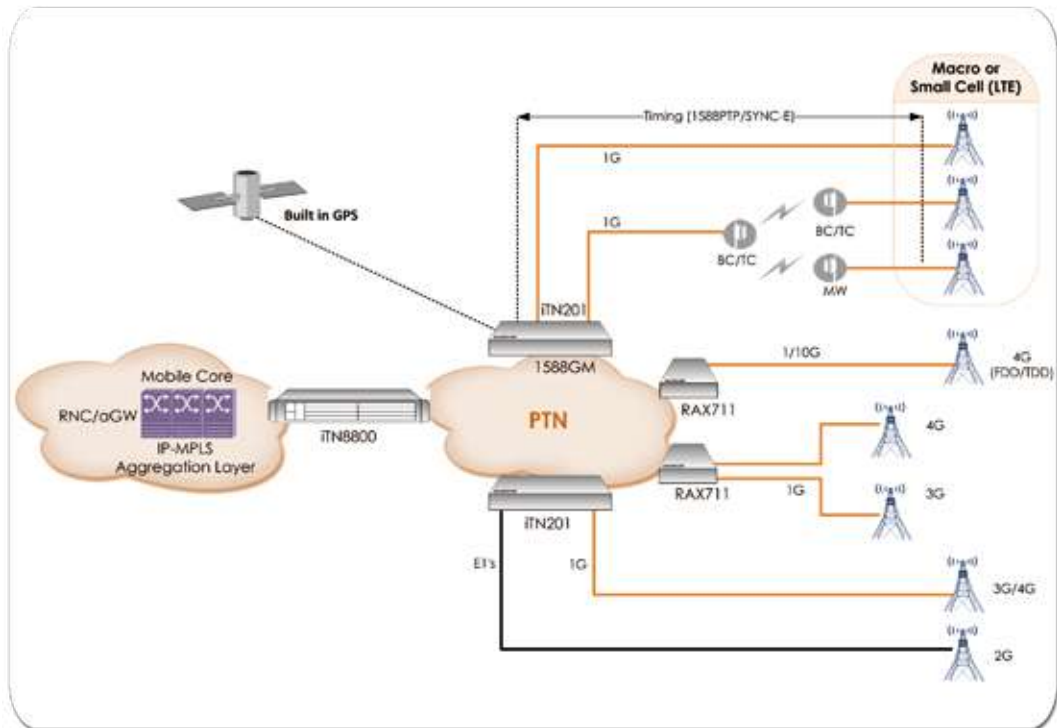 Macro or
Small Cell (LTE)
Timing (1588PTP/SYNC-E)
1G
Built in GPS
1G
BC/TC
BC/TC
MW
iTN201
1588GM
1/10G
4G
(FDD/TDD)
RAX711
Mobile Core
RNC/aGW
IP-MPLS
Aggregation Layer
iTN8800
PTN
4G
RAX711
1G
3G
iTN201
E1's
1G
3G/4G
2G